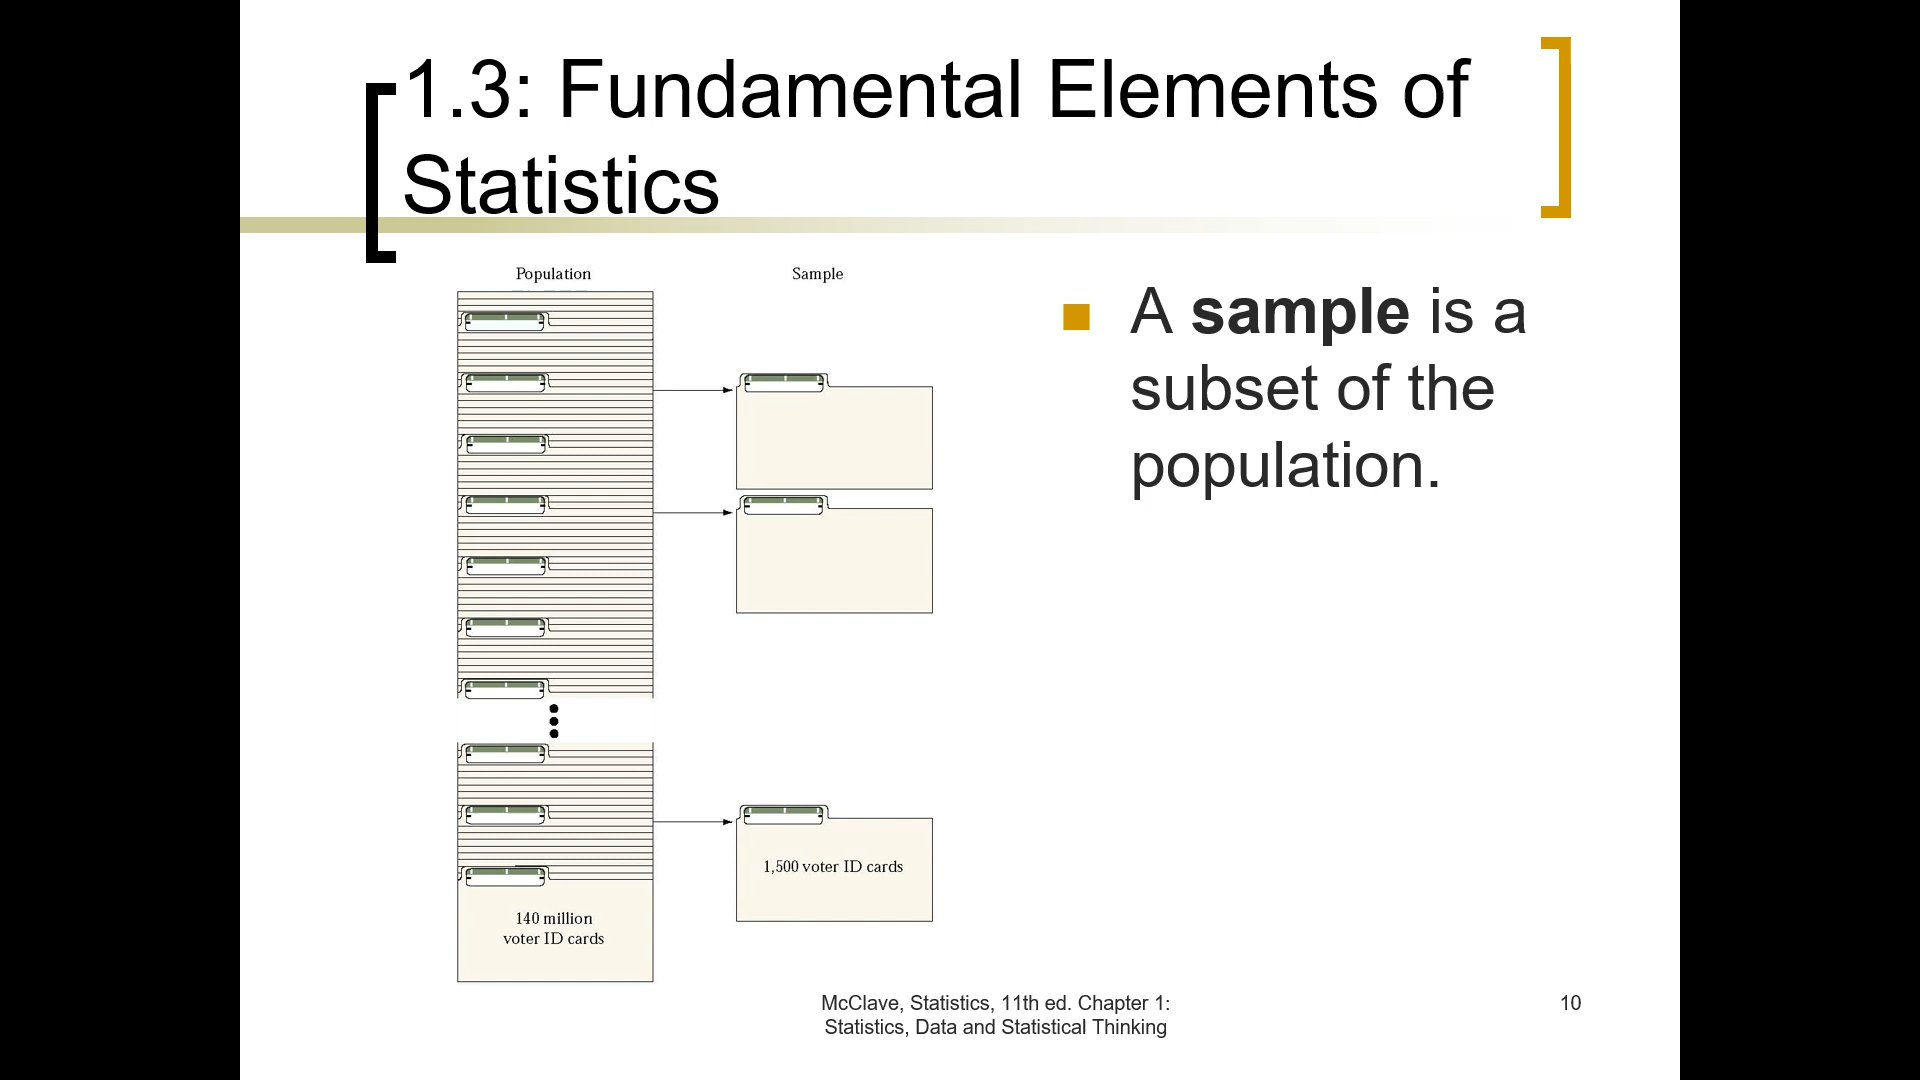 1.3: Fundamental Elements of
Statistics
Population
Sample
1,500 voter ID cards
140 million
voter ID cards
A sample is a
subset of the
population.
McClave, Statistics, 11th ed. Chapter 1:
Statistics, Data and Statistical Thinking
10